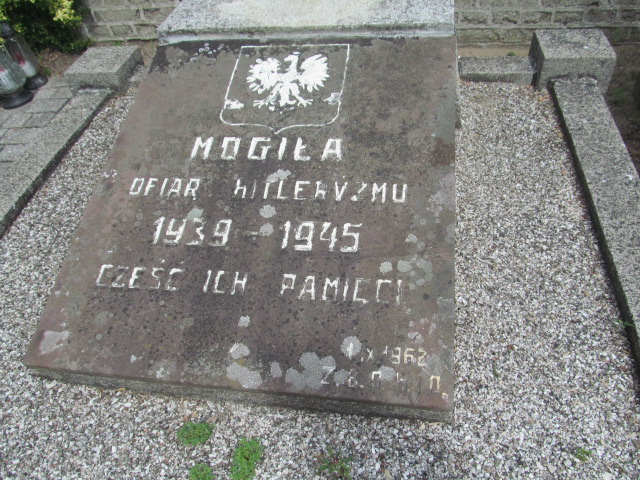 MOGIŁA
OFIAR HITLERYZMU
1939 - 1945
CZEŚĆ ICH PAMIĘCI
1 IX 1962